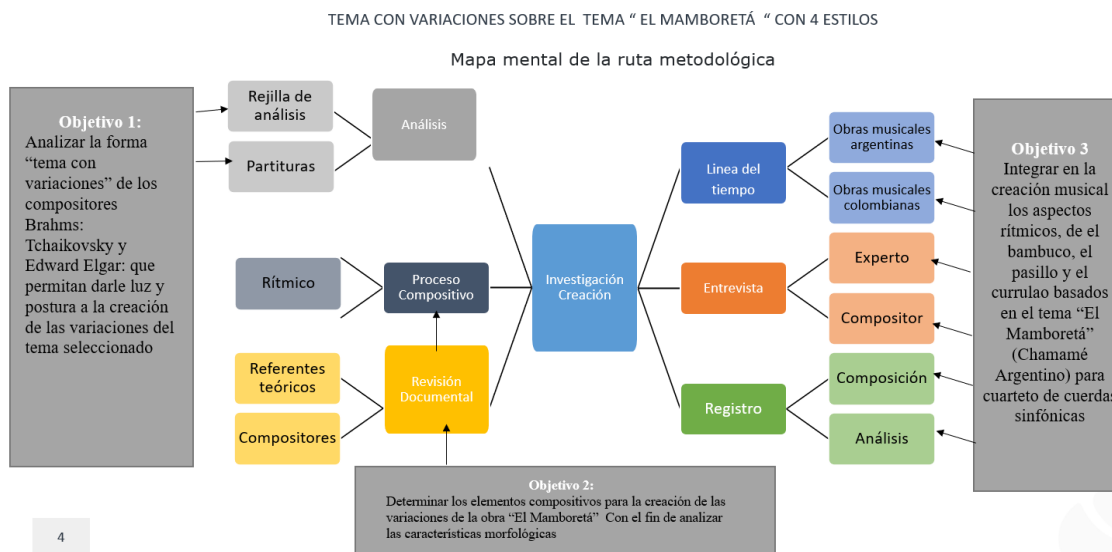 TEMA CON VARIACIONES SOBRE EL TEMA “ EL MAMBORETÁ “ CON 4 ESTILOS
Mapa mental de la ruta metodológica
Objetivo 1:
Analizar la forma
“tema con
variaciones” de los
compositores
Brahms:
Tchaikovsky y
Edward Elgar: que
permitan darle luz y
postura a la creación
de las variaciones del
tema seleccionado
Rejilla de
análisis
Partituras
Análisis
Rítmico
Proceso
Compositivo
Referentes
teóricos
Compositores
Revisión
Documental
Investigación
Creación
Linea del
tiempo
Obras musicales
argentinas
Obras musicales
colombianas
Entrevista
Experto
Compositor
Registro
Composición
Análisis
Objetivo 3
Integrar en la
creación musical
los aspectos
rítmicos, de el
bambuco, el
pasillo y el
currulao basados
en el tema “El
Mamboretá”
(Chamamé
Argentino) para
cuarteto de cuerdas
sinfónicas
Objetivo 2:
Determinar los elementos compositivos para la creación de las
variaciones de la obra “El Mamboretá” Con el fin de analizar
las características morfológicas
4